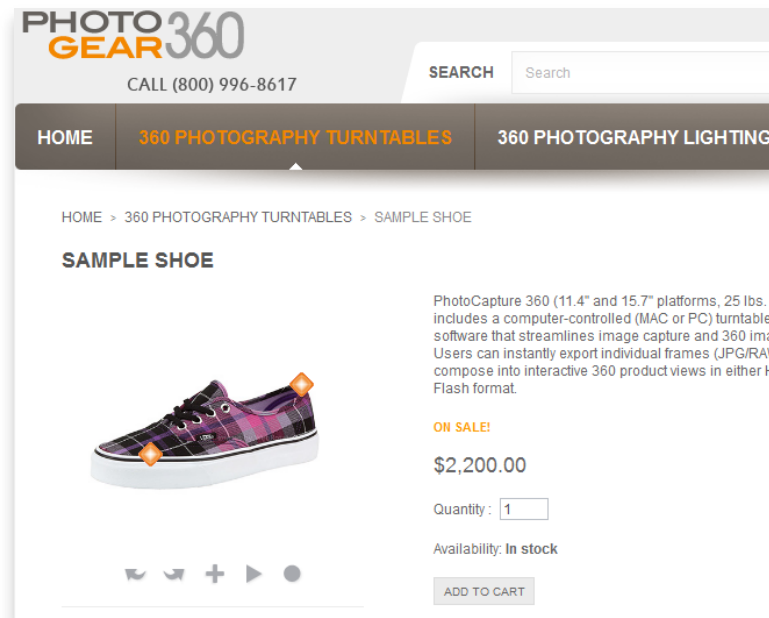 PHOTO
GEAR360
CALL (800) 996-8617
SEARCH
Search
HOME
360 PHOTOGRAPHY TURNTABLES
360 PHOTOGRAPHY LIGHTING
HOME > 360 PHOTOGRAPHY TURNTABLES > SAMPLE SHOE
SAMPLE SHOE
PhotoCapture 360 (11.4" and 15.7" platforms, 25 lbs.
includes a computer-controlled (MAC or PC) turntable
software that streamlines image capture and 360 ima
Users can instantly export individual frames (JPG/RA
compose into interactive 360 product views in either H
Flash format.
ON SALE!
$2,200.00
Quantity : 1
Availability: In stock
ADD TO CART